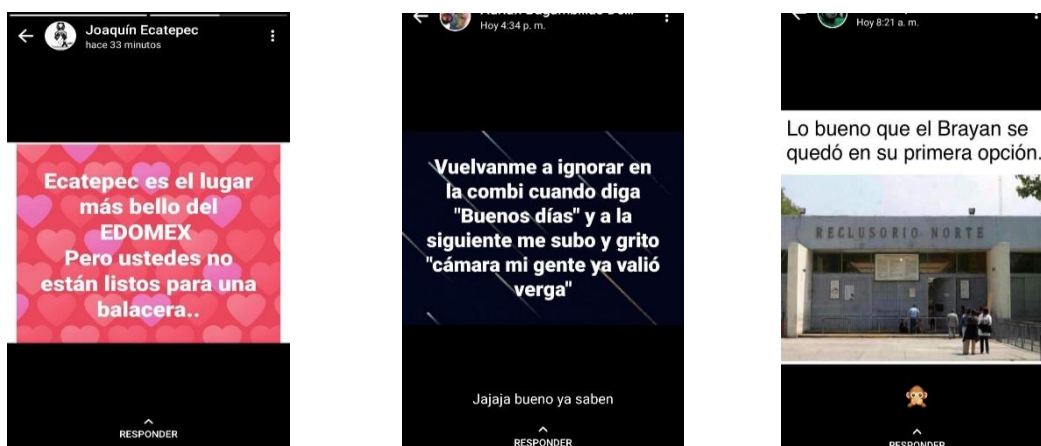 Joaquín Ecatepec
hace 33 minutos
Ecatepec es el lugar
más bello del
EDOMEX
Pero ustedes no
están listos para una
balacera..
RESPONDER
Hoy 4:34 p. m.
Vuelvanme a ignorar en
la combi cuando diga
"Buenos días" y a la
siguiente me subo y grito
"cámara mi gente ya valió
verga"
Jajaja bueno ya saben
RESPONDER
Hoy 8:21 a. m.
Lo bueno que el Brayan se
quedó en su primera opción.
RECLUSORIO NORTE
RESPONDER